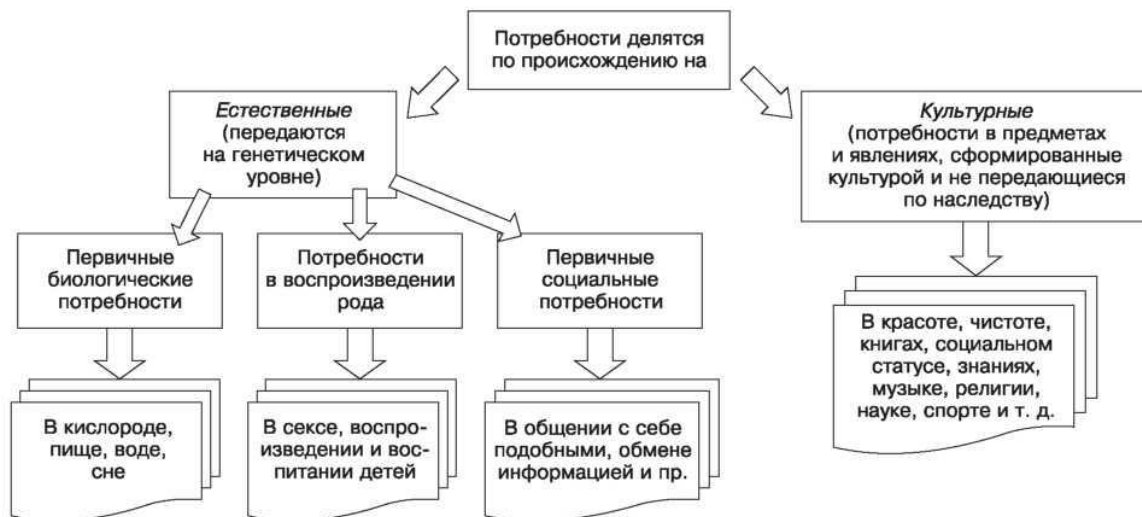 Потребности делятся
по происхождению на
Естественные
(передаются
на генетическом
уровне)
Культурные
(потребности в предметах
и явлениях, сформированные
культурой и не передающиеся
по наследству)
Первичные
биологические
потребности
Потребности
в воспроизведении
рода
Первичные
социальные
потребности
В кислороде,
пище, воде,
сне
В сексе, воспро-
изведении и вос-
питании детей
В общении с себе
подобными, обмене
информацией и пр.
В красоте, чистоте,
книгах, социальном
статусе, знаниях,
музыке, религии,
науке, спорте и т. д.